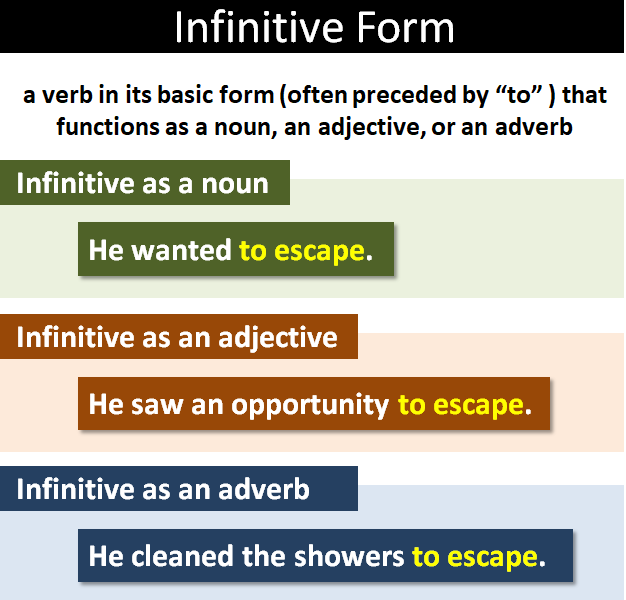 Infinitive Form
a verb in its basic form (often preceded by “to” ) that
functions as a noun, an adjective, or an adverb
Infinitive as a noun
He wanted to escape.
Infinitive as an adjective
He saw an opportunity to escape.
Infinitive as an adverb
He cleaned the showers to escape.